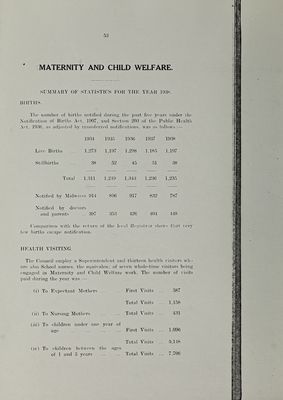 53
MATERNITY AND CHILD WELFARE.
SUMMARY OF STATISTICS FOR THE YEAR 1938.
BIRTHS.
The number of births notified during the past five years, under the
Notification of Births Act, 1907, and Section 203 of the Public Health
Act, 1936, as adjusted by transferred notifications, was as follows:—
1934 1935 1936 1937 1938
Live Births ... 1,273 1,197 1,298 1,185 1,197
Stillbirths ... 38 52 45 51 38
Total ... 1,311 1,249 1,343 1,236 1,235
Notified by Midwives 914 896 917 832 787
Notified by doctors
and parents 397 353 426 404 448
Comparison with the return of the local Registrar shows that very
few births escape notification.
HEALTH VISITING
The Council employ a Superintendent and thirteen health visitors who
are also School nurses, the equivalent of seven whole-time visitors being
engaged in Maternity and Child Welfare work. The number of visits
paid during the year was:—
(i) To Expectant Mothers ... First Visits ... 587
Total Visits ... 1,158
(ii) To Nursing Mothers ... Total Visits ... 431
(iii) To children under one year of
age ... First Visits ... 1,096
Total Visits ... 9,148
(iv) To children between the ages
of 1 and 5 years ... Total Visits ... 7,706